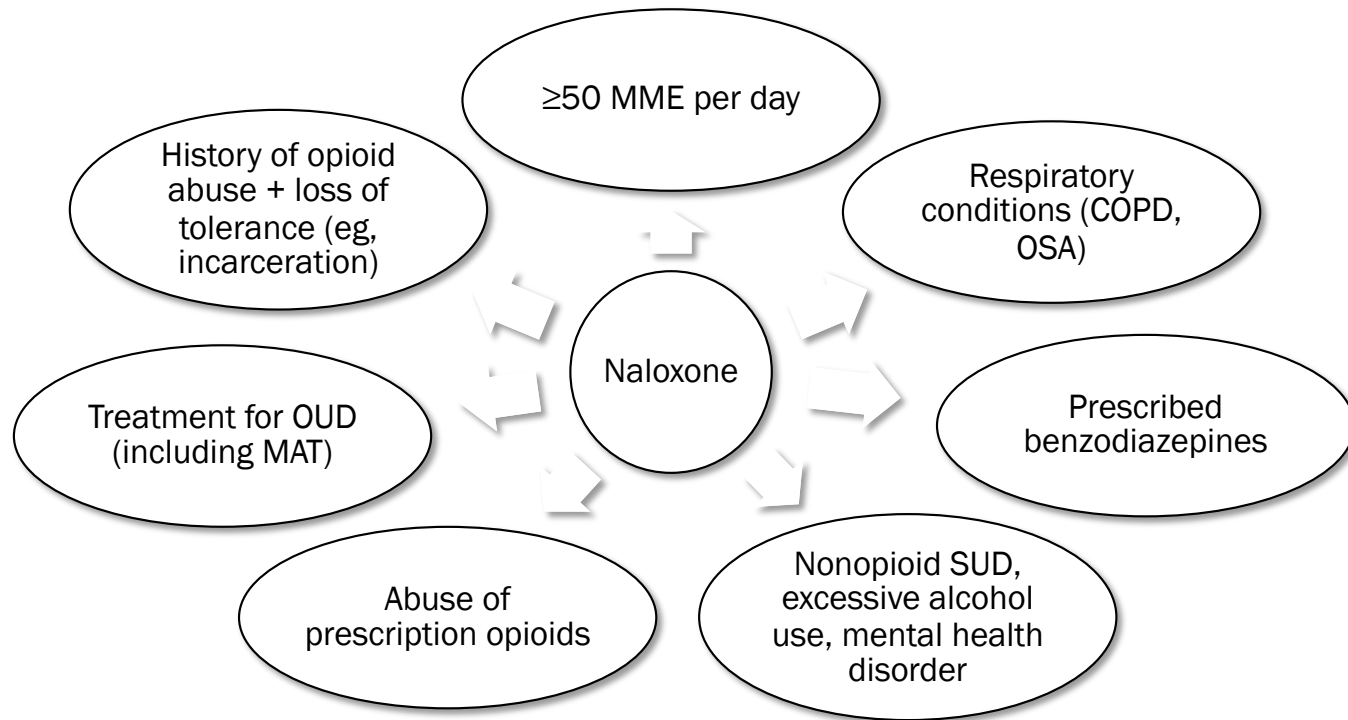 ≥50 MME per day
History of opioid
abuse + loss of
tolerance (eg,
incarceration)
Respiratory
conditions (COPD,
OSA)
Naloxone
Treatment for OUD
(including MAT)
Prescribed
benzodiazepines
Abuse of
prescription opioids
Nonopioid SUD,
excessive alcohol
use, mental health
disorder